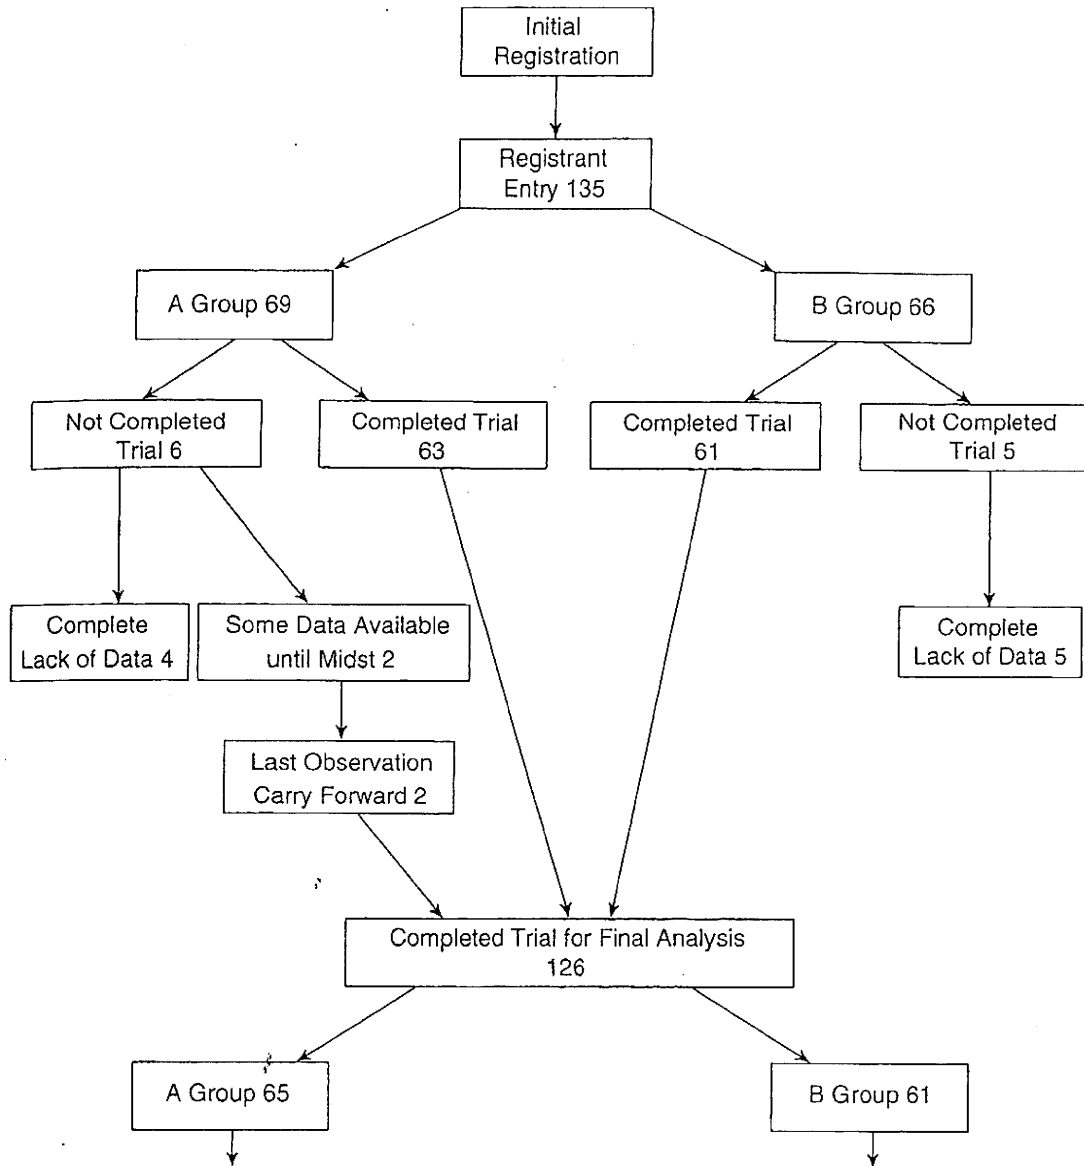 Initial
Registration
Registrant
Entry 135
A Group 69
B Group 66
Not Completed
Trial 6
Completed Trial
63
Completed Trial
61
Not Completed
Trial 5
Complete
Lack of Data 4
Some Data Available
until Midst 2
Complete
Lack of Data 5
Last Observation
Carry Forward 2
Completed Trial for Final Analysis
126
A Group 65
B Group 61